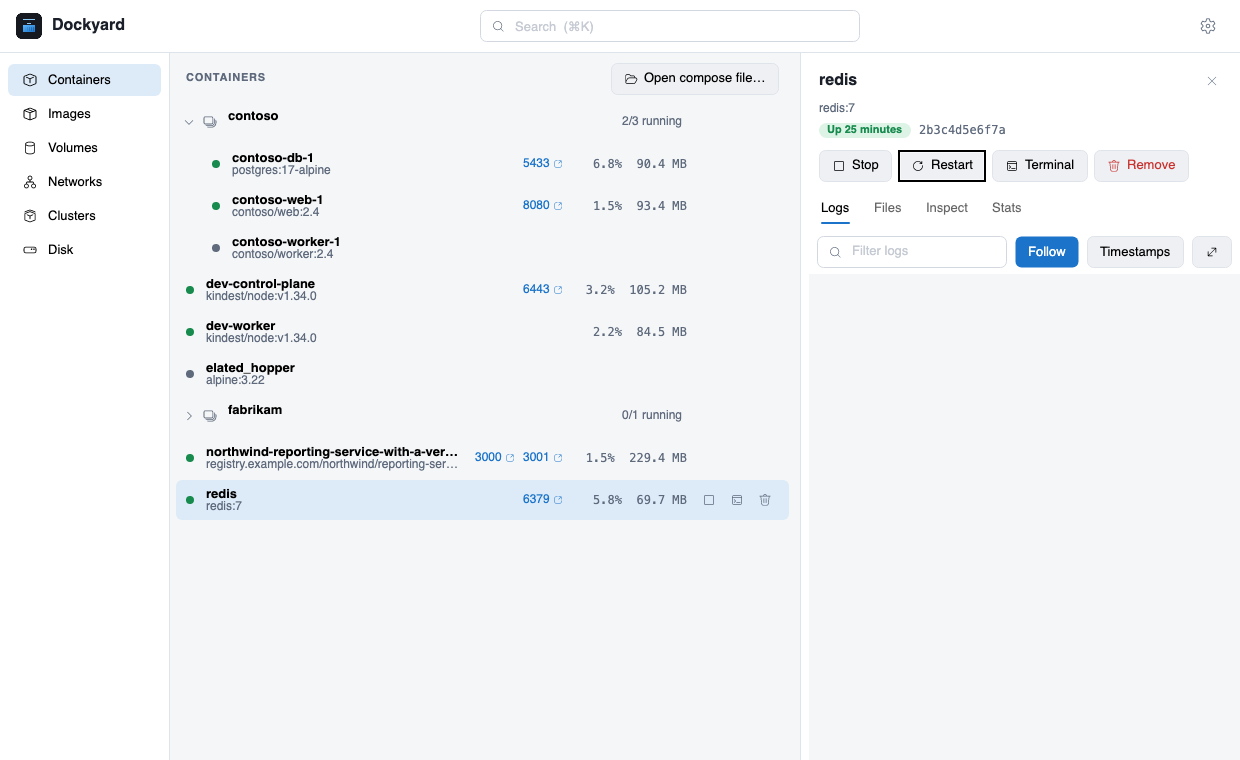 Dockyard
Search (⌘K)
Containers
Images
Volumes
Networks
Clusters
Disk
CONTAINERS
Open compose file…
contoso
2/3 running
contoso-db-1
postgres:17-alpine
5433
6.8% 90.4 MB
contoso-web-1
contoso/web:2.4
8080
1.5% 93.4 MB
contoso-worker-1
contoso/worker:2.4
dev-control-plane
kindest/node:v1.34.0
6443
3.2% 105.2 MB
dev-worker
kindest/node:v1.34.0
2.2% 84.5 MB
elated_hopper
alpine:3.22
fabrikam
0/1 running
northwind-reporting-service-with-a-ver…
registry.example.com/northwind/reporting-ser…
3000 3001
1.5% 229.4 MB
redis
redis:7
6379
5.8% 69.7 MB
redis
redis:7
Up 25 minutes 2b3c4d5e6f7a
Stop Restart Terminal Remove
Logs Files Inspect Stats
Filter logs Follow Timestamps